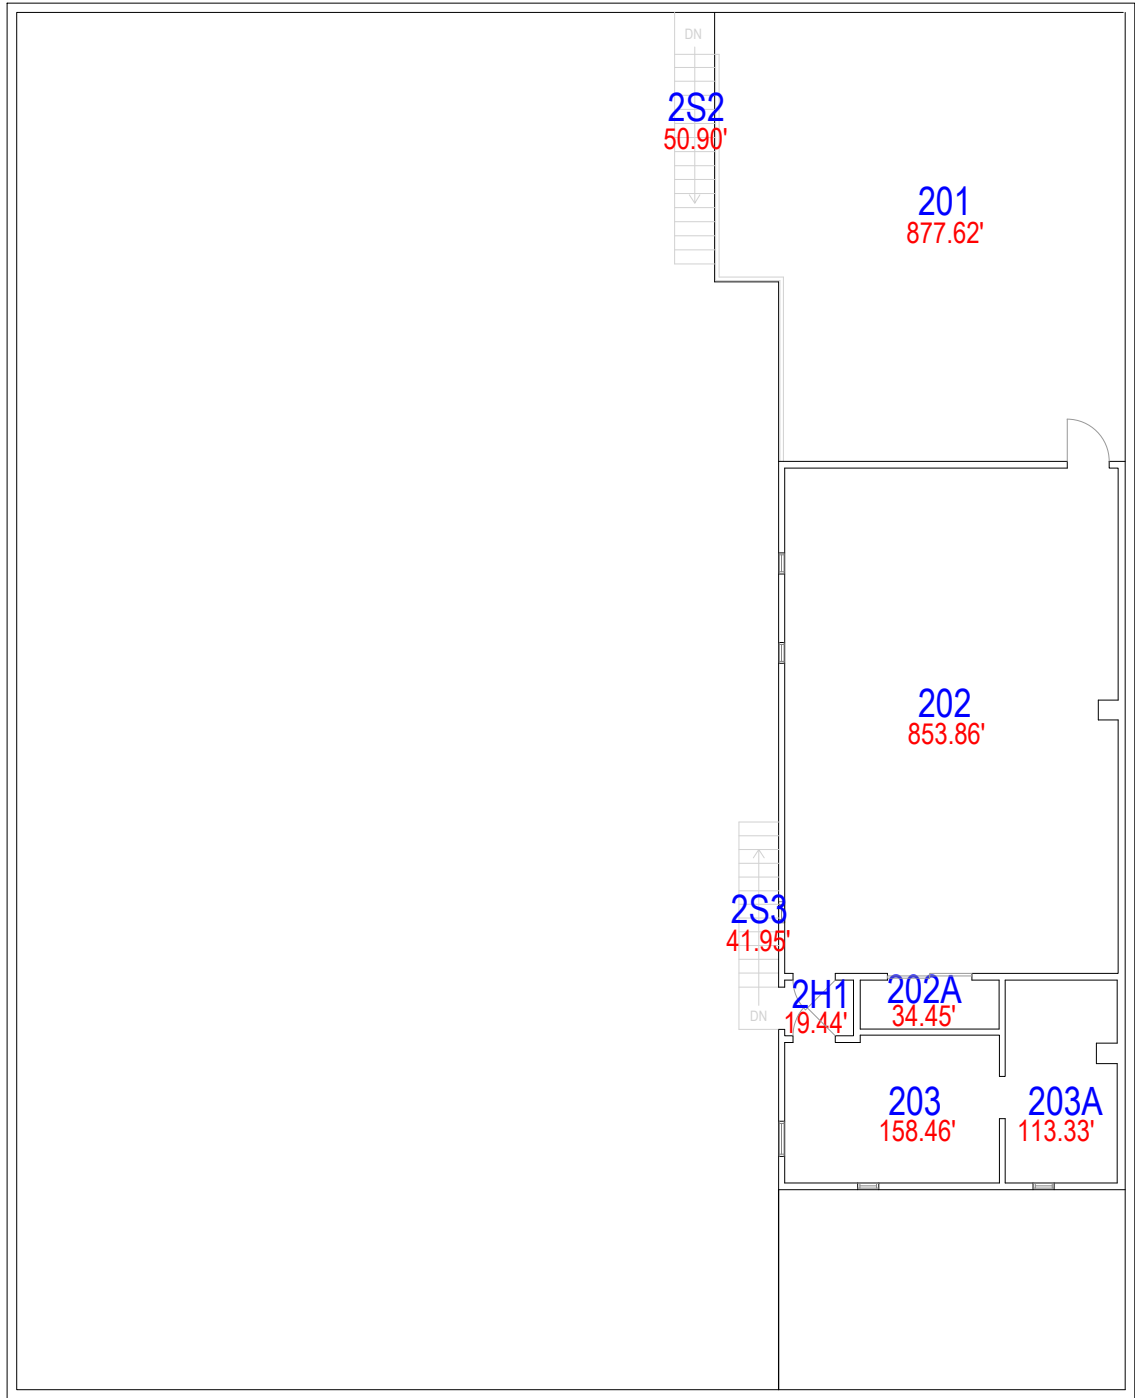 DN
2S2
50.90'
201
877.62'
202
853.86'
2S3
41.95'
DN
2H1
19.44'
202A
34.45'
203
158.46'
203A
113.33'